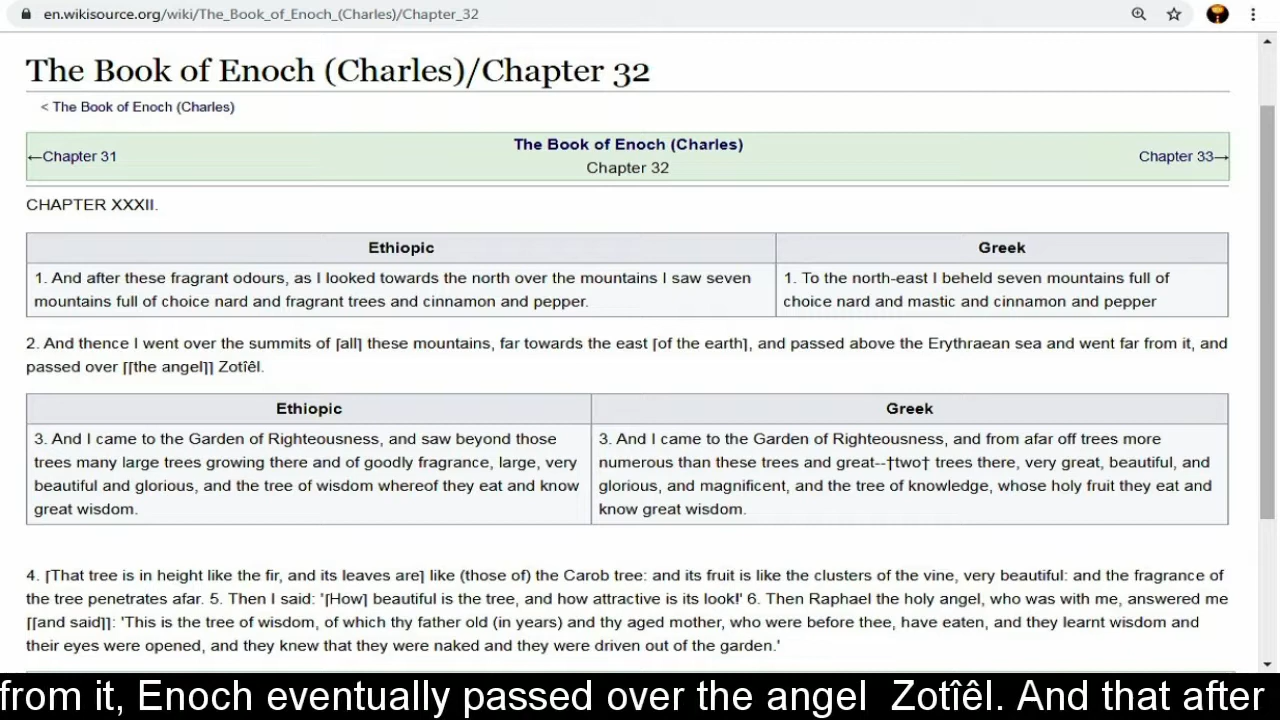 en.wikisource.org/wiki/The_Book_of_Enoch_(Charles)/Chapter_32
The Book of Enoch (Charles)/Chapter 32
< The Book of Enoch (Charles)
←Chapter 31
The Book of Enoch (Charles)
Chapter 32
Chapter 33→
CHAPTER XXXII.
Ethiopic
1. And after these fragrant odours, as I looked towards the north over the mountains I saw seven
mountains full of choice nard and fragrant trees and cinnamon and pepper.
Greek
1. To the north-east I beheld seven mountains full of
choice nard and mastic and cinnamon and pepper
2. And thence I went over the summits of ⌈all⌉ these mountains, far towards the east ⌈of the earth⌉, and passed above the Erythraean sea and went far from it, and
passed over ⌈⌈the angel⌉⌉ Zotîêl.
Ethiopic
3. And I came to the Garden of Righteousness, and saw beyond those
trees many large trees growing there and of goodly fragrance, large, very
beautiful and glorious, and the tree of wisdom whereof they eat and know
great wisdom.
Greek
3. And I came to the Garden of Righteousness, and from afar off trees more
numerous than these trees and great--†two† trees there, very great, beautiful, and
glorious, and magnificent, and the tree of knowledge, whose holy fruit they eat and
know great wisdom.
4. ⌈That tree is in height like the fir, and its leaves are⌉ like (those of) the Carob tree: and its fruit is like the clusters of the vine, very beautiful: and the fragrance of
the tree penetrates afar. 5. Then I said: '⌈How⌉ beautiful is the tree, and how attractive is its look!' 6. Then Raphael the holy angel, who was with me, answered me
⌈⌈and said⌉⌉: 'This is the tree of wisdom, of which thy father old (in years) and thy aged mother, who were before thee, have eaten, and they learnt wisdom and
their eyes were opened, and they knew that they were naked and they were driven out of the garden.'
from it, Enoch eventually passed over the angel Zotîêl. And that after